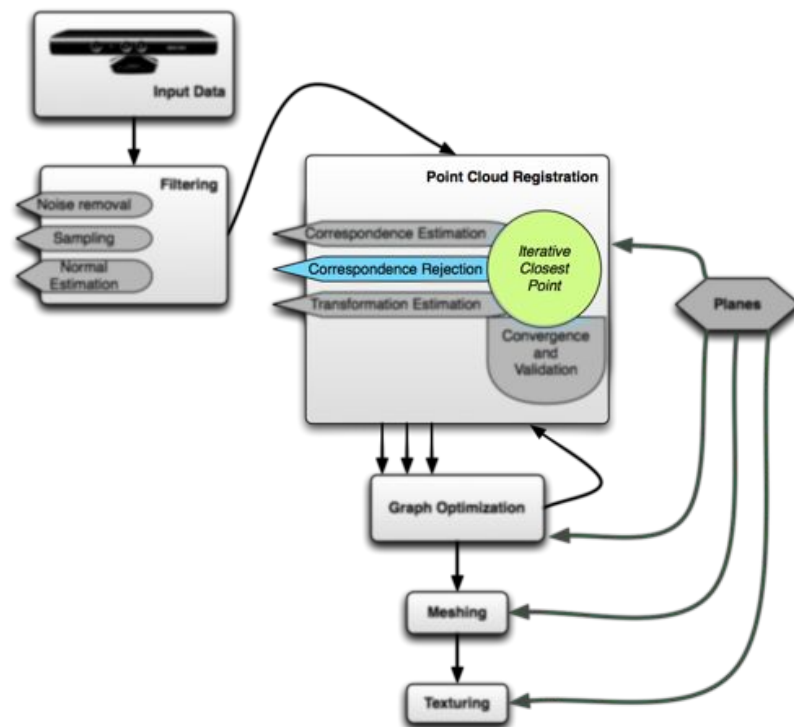 Input Data
Filtering
Noise removal
Sampling
Normal
Estimation
Point Cloud Registration
Correspondence Estimation
Correspondence Rejection
Transformation Estimation
Iterative
Closest
Point
Convergence
and
Validation
Planes
Graph Optimization
Meshing
Texturing